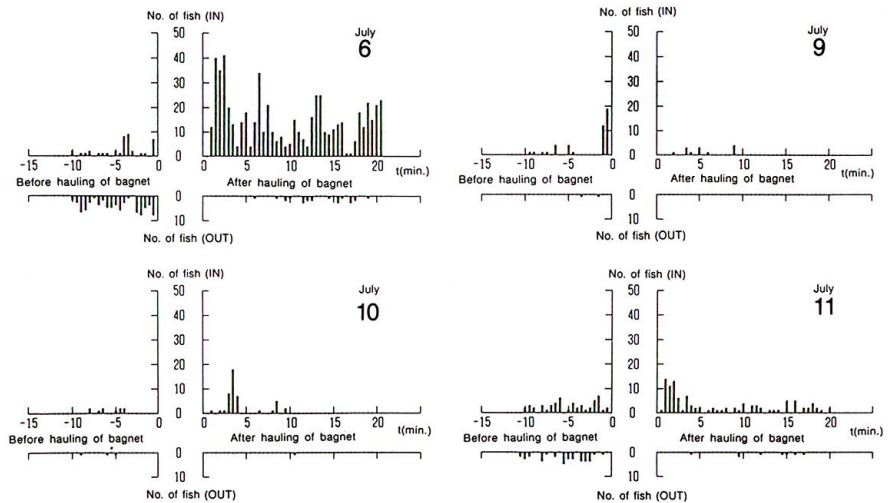 No. of fish (IN)
50
40
30
20
10
0
July
6
-15 -10 -5 0
0 5 10 15 20
t(min.)
Before hauling of bagnet
After hauling of bagnet
0
10
No. of fish (OUT)
No. of fish (IN)
50
40
30
20
10
0
July
9
-15 -10 -5 0
0 5 10 15 20
t(min.)
Before hauling of bagnet
After hauling of bagnet
0
10
No. of fish (OUT)
No. of fish (IN)
50
40
30
20
10
0
July
10
-15 -10 -5 0
0 5 10 15 20
t(min.)
Before hauling of bagnet
After hauling of bagnet
0
10
No. of fish (OUT)
No. of fish (IN)
50
40
30
20
10
0
July
11
-15 -10 -5 0
0 5 10 15 20
t(min.)
Before hauling of bagnet
After hauling of bagnet
0
10
No. of fish (OUT)